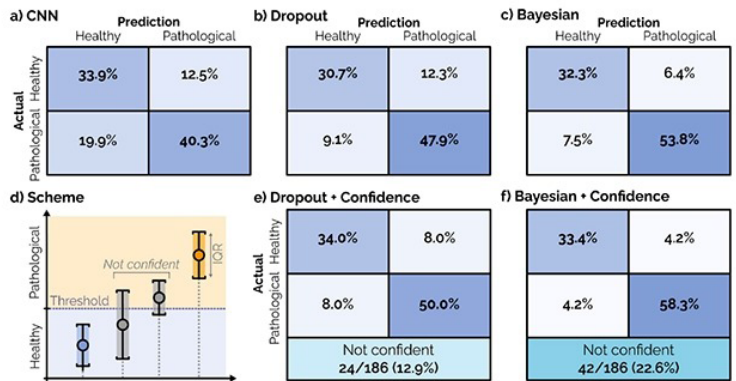 a) CNN
Prediction
Healthy Pathological
Actual
Healthy
33.9% 12.5%
Pathological
19.9% 40.3%
b) Dropout
Prediction
Healthy Pathological
30.7% 12.3%
9.1% 47.9%
c) Bayesian
Prediction
Healthy Pathological
32.3% 6.4%
7.5% 53.8%
d) Scheme
Pathological
Not confident
IQR
Threshold
Healthy
e) Dropout + Confidence
Actual
Healthy
34.0% 8.0%
Pathological
8.0% 50.0%
Not confident
24/186 (12.9%)
f) Bayesian + Confidence
33.4% 4.2%
4.2% 58.3%
Not confident
42/186 (22.6%)